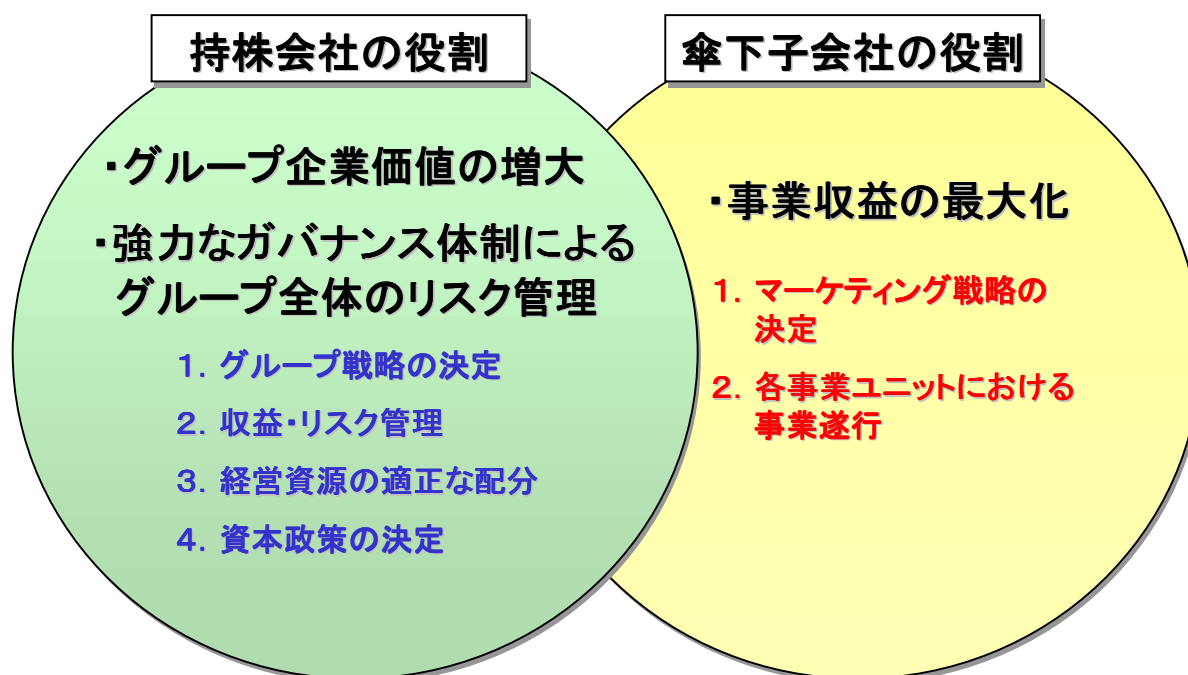 持株会社の役割
・グループ企業価値の増大
・強力なガバナンス体制による
グループ全体のリスク管理
1. グループ戦略の決定
2. 収益・リスク管理
3. 経営資源の適正な配分
4. 資本政策の決定
傘下子会社の役割
・事業収益の最大化
1. マーケティング戦略の
決定
2. 各事業ユニットにおける
事業遂行